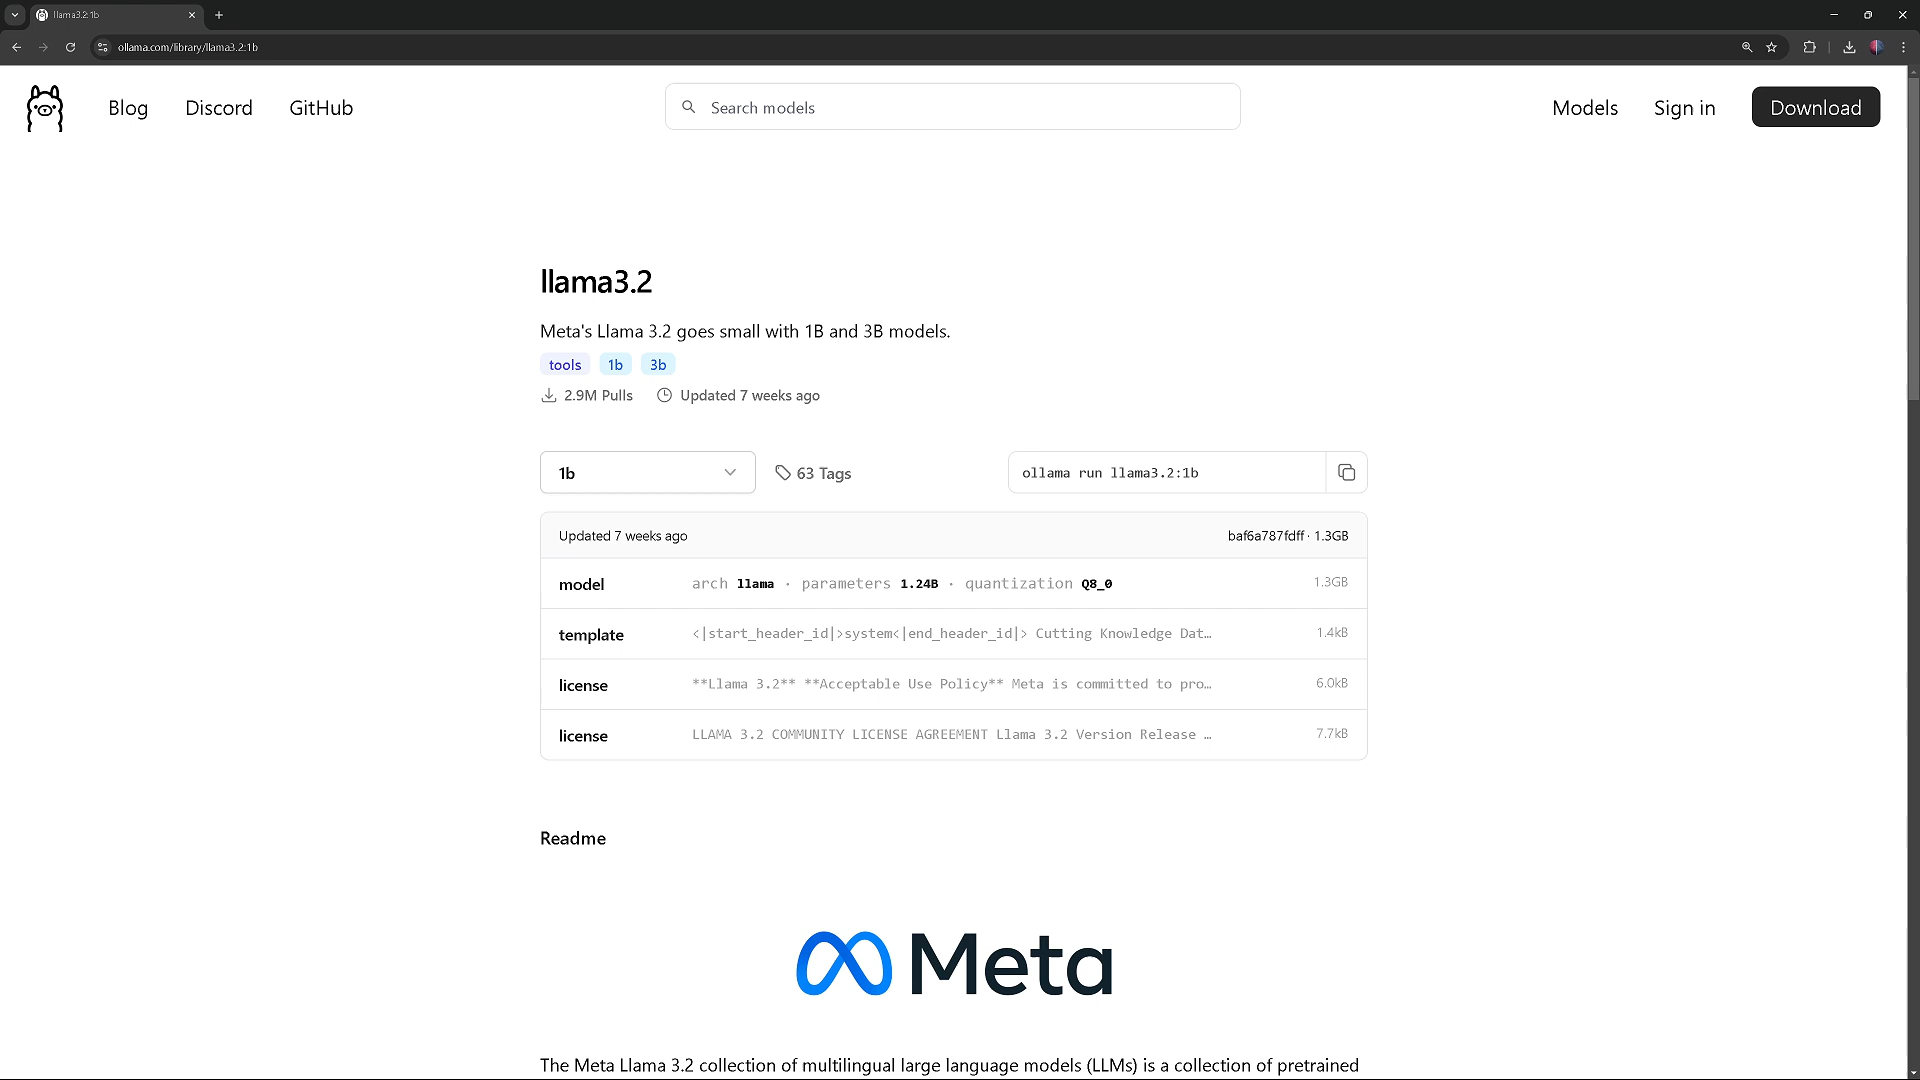 llama3.2:1b
ollama.com/library/llama3.2:1b
Blog Discord GitHub Search models Models Sign in Download
llama3.2
Meta's Llama 3.2 goes small with 1B and 3B models.
tools 1b 3b
2.9M Pulls Updated 7 weeks ago
1b 63 Tags ollama run llama3.2:1b
Updated 7 weeks ago baf6a787fdff · 1.3GB
model arch llama · parameters 1.24B · quantization Q8_0 1.3GB
template <|start_header_id|>system<|end_header_id|> Cutting Knowledge Dat… 1.4kB
license **Llama 3.2** **Acceptable Use Policy** Meta is committed to pro… 6.0kB
license LLAMA 3.2 COMMUNITY LICENSE AGREEMENT Llama 3.2 Version Release … 7.7kB
Readme
Meta
The Meta Llama 3.2 collection of multilingual large language models (LLMs) is a collection of pretrained